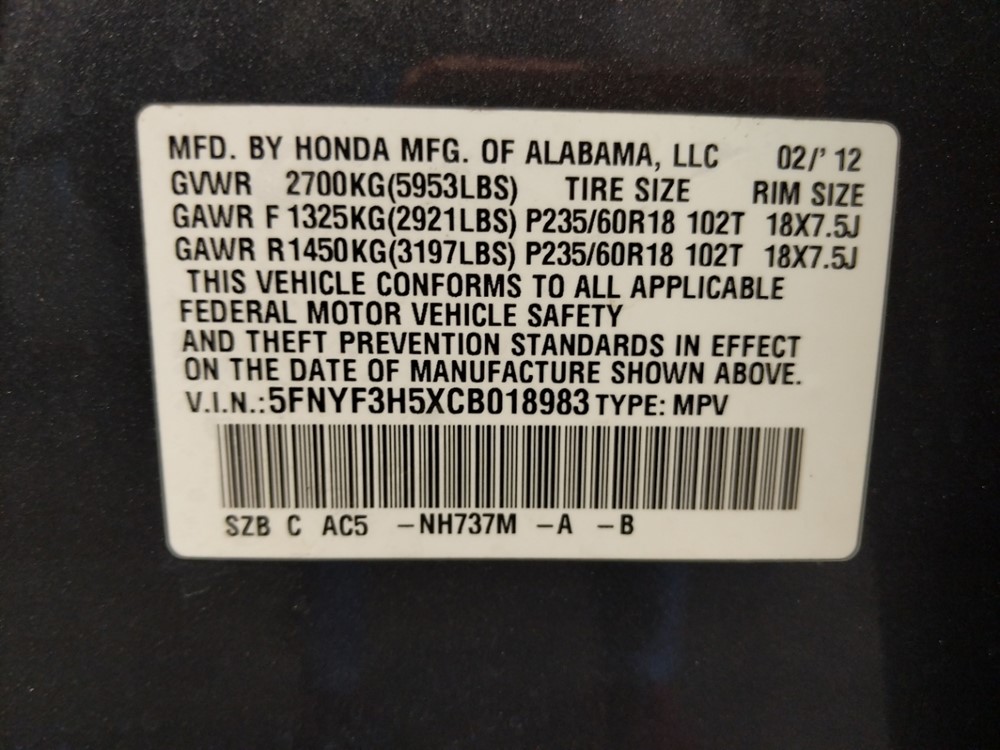 MFD. BY HONDA MFG. OF ALABAMA, LLC 02/' 12
GVWR 2700KG(5953LBS) TIRE SIZE RIM SIZE
GAWR F 1325KG(2921LBS) P235/60R18 102T 18X7.5J
GAWR R1450KG(3197LBS) P235/60R18 102T 18X7.5J
THIS VEHICLE CONFORMS TO ALL APPLICABLE
FEDERAL MOTOR VEHICLE SAFETY
AND THEFT PREVENTION STANDARDS IN EFFECT
ON THE DATE OF MANUFACTURE SHOWN ABOVE.
V.I.N.:5FNYF3H5XCB018983 TYPE: MPV
SZB C AC5 –NH737M –A –B